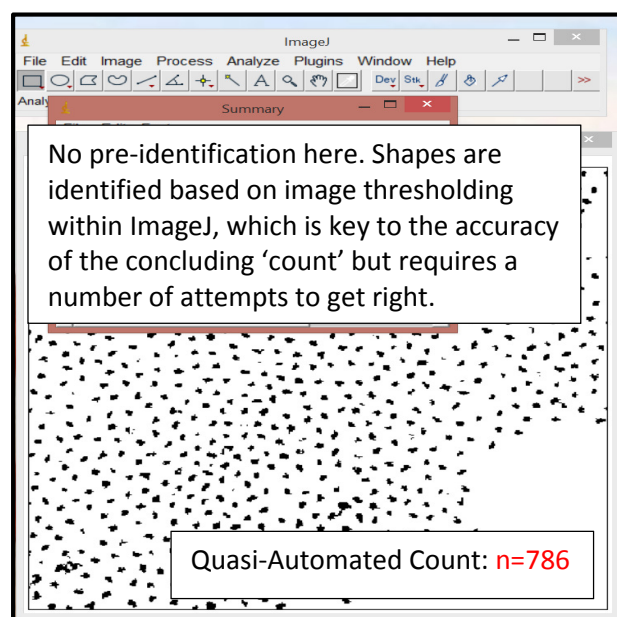 ImageJ
File Edit Image Process Analyze Plugins Window Help
A Dev Stk >>
Summary
No pre-identification here. Shapes are
identified based on image thresholding
within ImageJ, which is key to the accuracy
of the concluding ‘count’ but requires a
number of attempts to get right.
Quasi-Automated Count: n=786